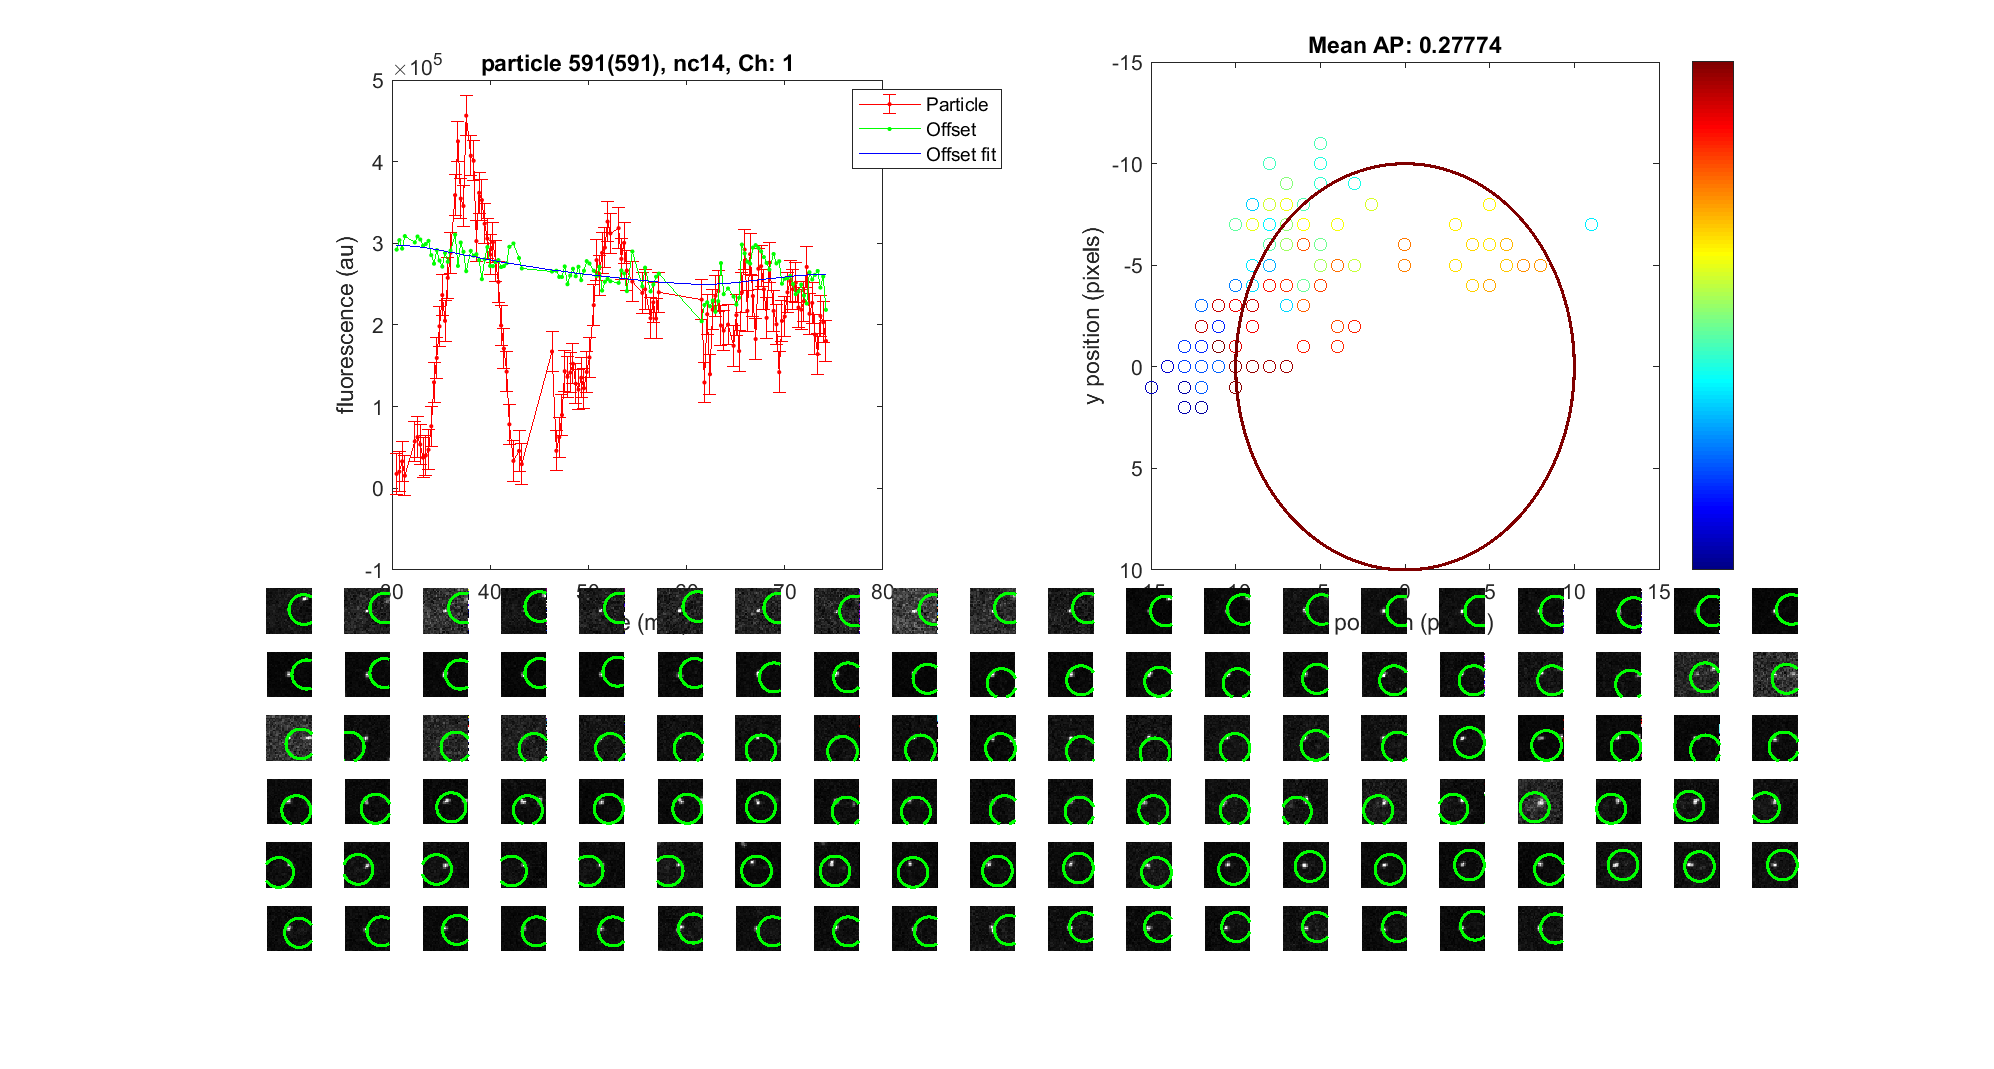 particle 591(591), nc14, Ch: 1
×10⁵
5
4
3
2
1
0
-1
fluorescence (au)
40
70
80
Particle
Offset
Offset fit
Mean AP: 0.27774
-15
-10
-5
0
5
10
y position (pixels)
5
10
15